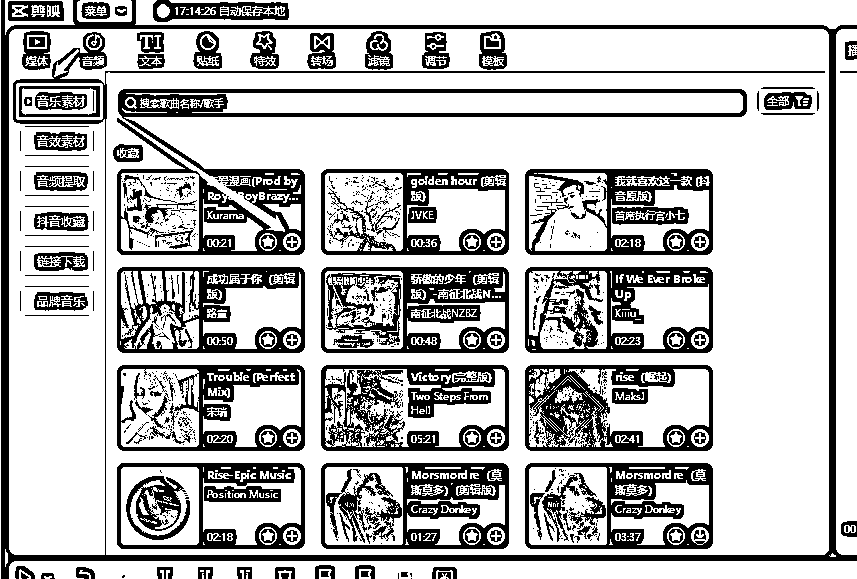 剪映 菜单 17:14:26 自动保存本地
媒体 音频 文本 贴纸 特效 转场 滤镜 调节 模板
音乐素材
音效素材
音频提取
抖音收藏
链接下载
品牌音乐
搜索歌曲名称/歌手 全部
收藏
漫画(Prod by
Kurama
00:21
golden hour (剪辑
版)
JVKE
00:36
我就喜欢这一款 (抖
音原版)
首席执行官小七
02:18
成功属于你 (剪辑
版)
00:50
骄傲的少年 (剪辑
版) -南征北战N...
南征北战NZBZ
00:48
If We Ever Broke
Up
02:23
Trouble (Perfect
Mix)
宋瑞
02:20
Victory(完整版)
Two Steps From
Hell
05:21
rise (崛起)
MaksJ
02:41
Rise-Epic Music
Position Music
02:18
Morsmordre (莫
斯莫多) (剪辑版)
Crazy Donkey
01:27
Morsmordre (莫
斯莫多)
Crazy Donkey
03:37